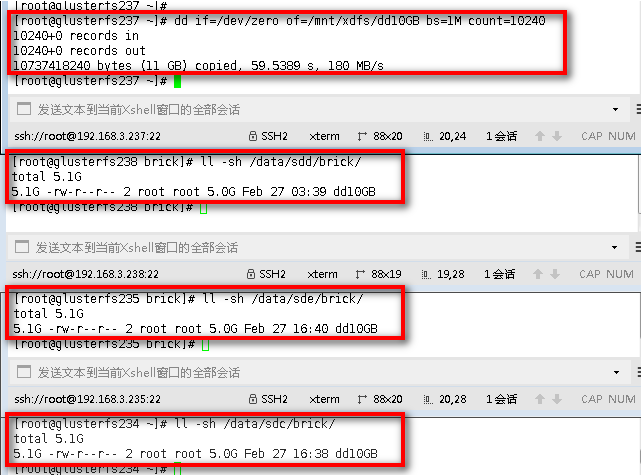 [root@glusterfs237 ~]#
[root@glusterfs237 ~]# dd if=/dev/zero of=/mnt/xdfs/dd10GB bs=1M count=10240
10240+0 records in
10240+0 records out
10737418240 bytes (11 GB) copied, 59.5389 s, 180 MB/s
[root@glusterfs237 ~]#
发送文本到当前Xshell窗口的全部会话
ssh://root@192.168.3.237:22 SSH2 xterm 88x20 20,24 1会话 CAP NUM
[root@glusterfs238 brick]# ll -sh /data/sdd/brick/
total 5.1G
5.1G -rw-r--r-- 2 root root 5.0G Feb 27 03:39 dd10GB
[root@glusterfs238 brick]#
发送文本到当前Xshell窗口的全部会话
ssh://root@192.168.3.238:22 SSH2 xterm 88x19 19,28 1会话 CAP NUM
[root@glusterfs235 brick]# ll -sh /data/sde/brick/
total 5.1G
5.1G -rw-r--r-- 2 root root 5.0G Feb 27 16:40 dd10GB
[root@glusterfs235 brick]#
发送文本到当前Xshell窗口的全部会话
ssh://root@192.168.3.235:22 SSH2 xterm 88x20 20,28 1会话 CAP NUM
[root@glusterfs234 ~]# ll -sh /data/sdc/brick/
total 5.1G
5.1G -rw-r--r-- 2 root root 5.0G Feb 27 16:38 dd10GB
[root@glusterfs234 ~]#